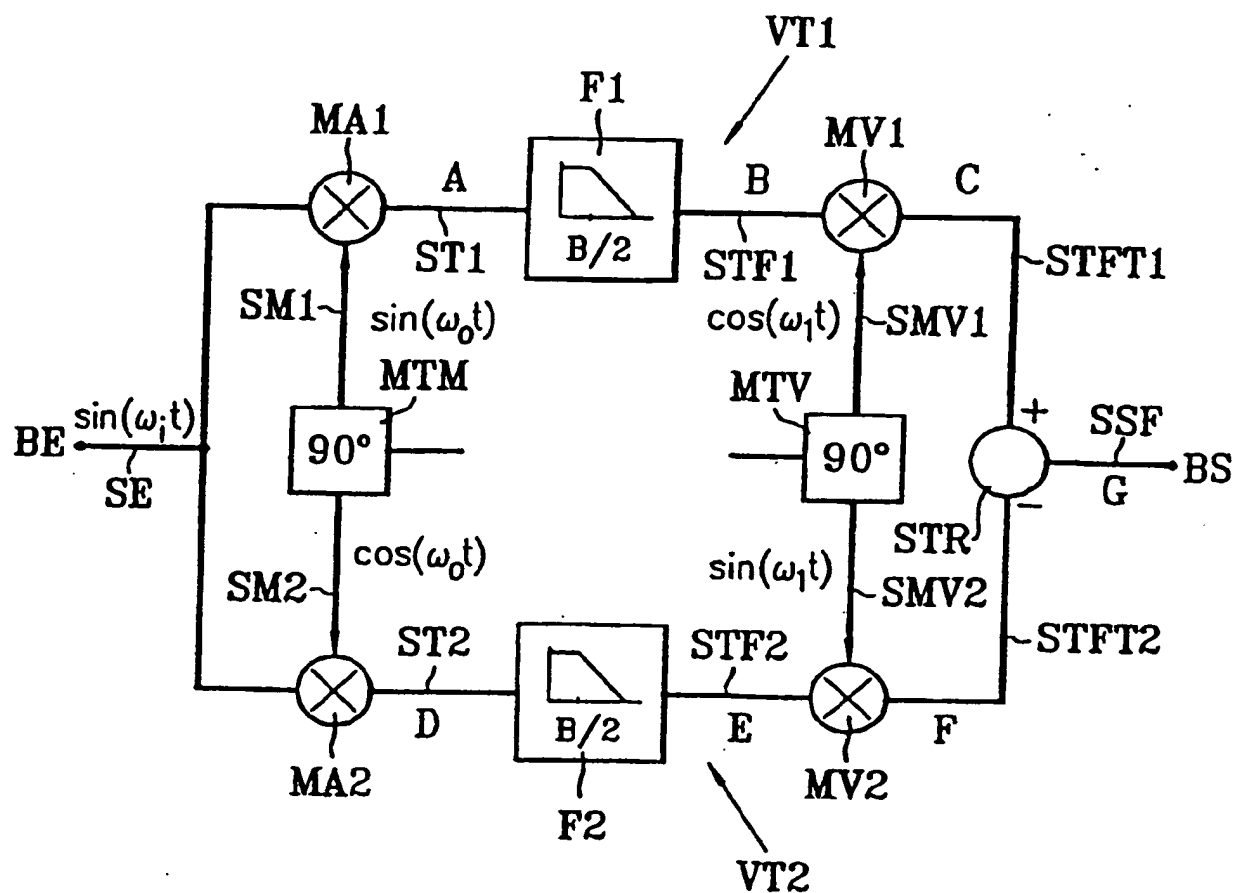 VT1
F1
MA1
MV1
A
B
C
B/2
ST1
STF1
STFT1
SM1
sin(ω₀t)
cos(ω₁t)
SMV1
MTM
MTV
sin(ωᵢt)
+
SSF
BE
90°
90°
BS
SE
G
−
STR
cos(ω₀t)
sin(ω₁t)
SM2
SMV2
ST2
STF2
STFT2
B/2
D
E
F
MA2
MV2
F2
VT2